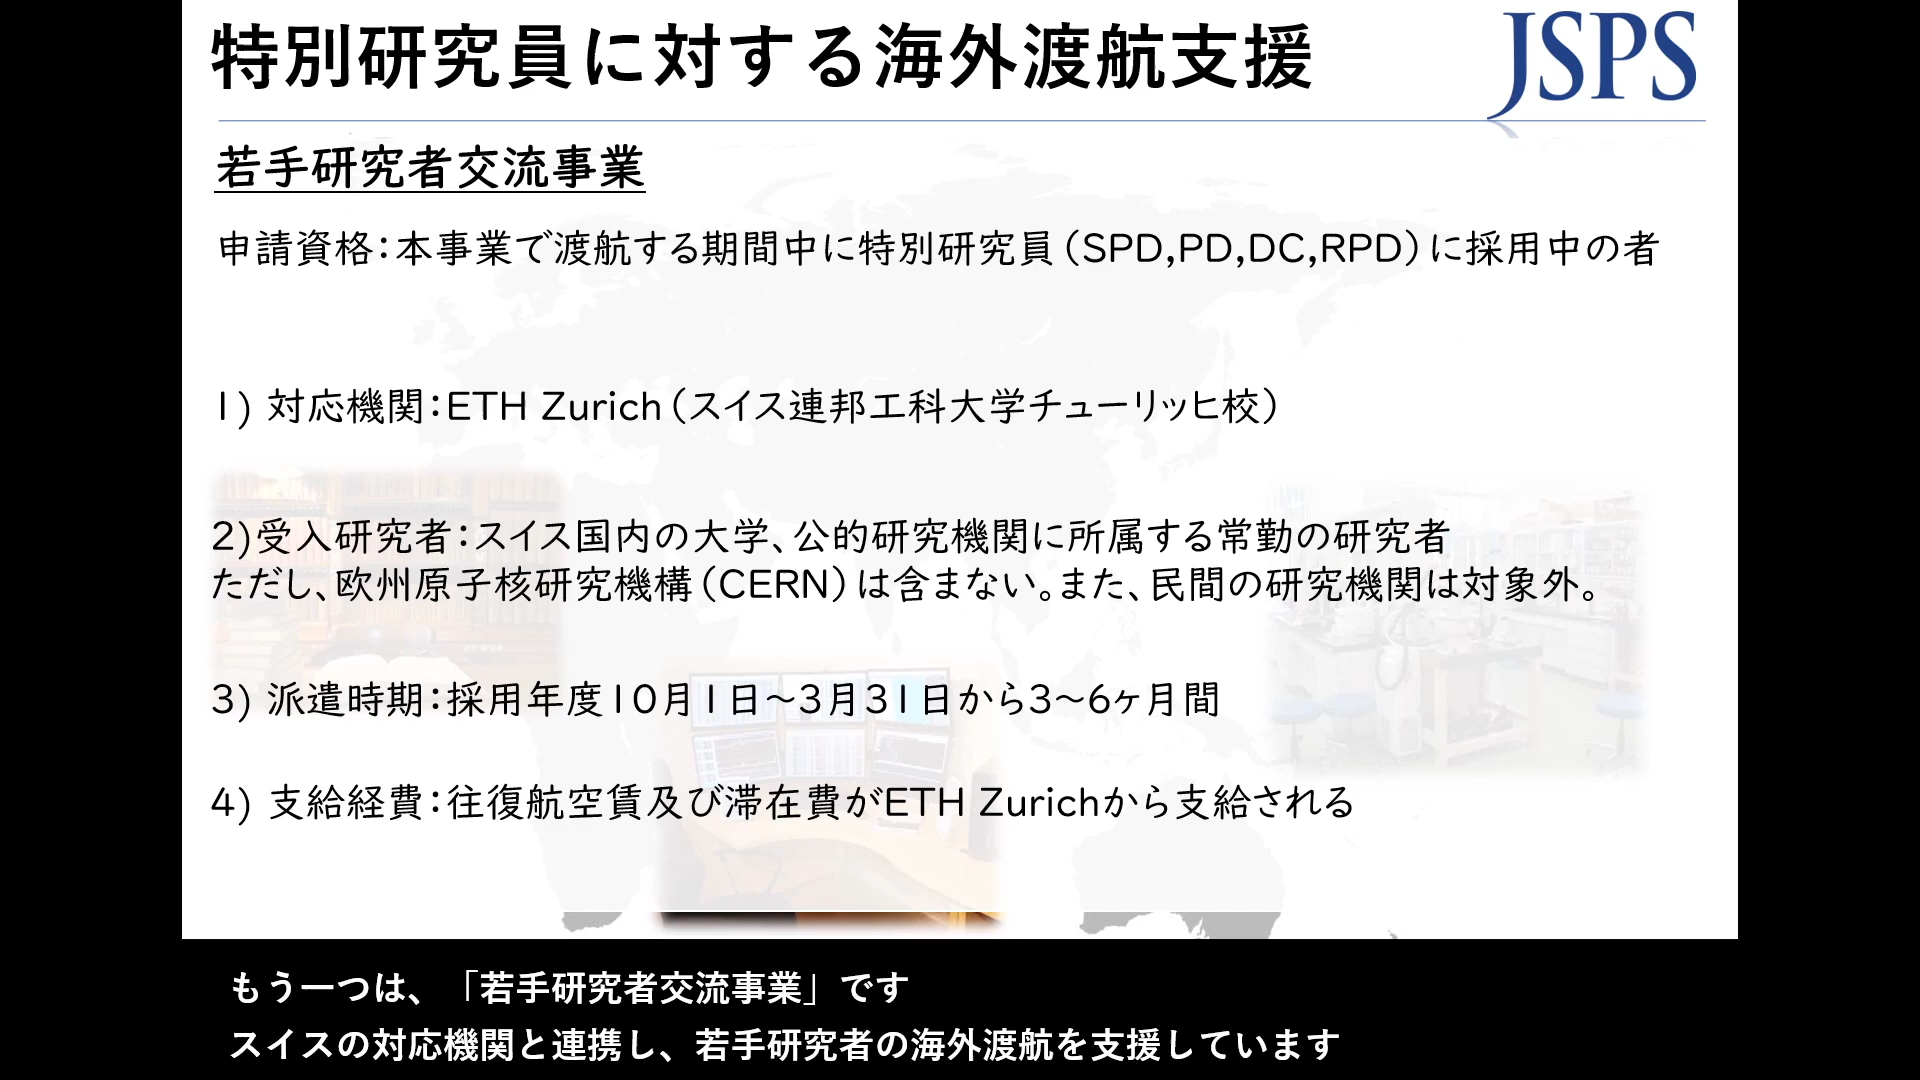 特別研究員に対する海外渡航支援
JSPS
若手研究者交流事業
申請資格：本事業で渡航する期間中に特別研究員（SPD,PD,DC,RPD）に採用中の者
1) 対応機関：ETH Zurich（スイス連邦工科大学チューリッヒ校）
2)受入研究者：スイス国内の大学、公的研究機関に所属する常勤の研究者
ただし、欧州原子核研究機構（CERN）は含まない。また、民間の研究機関は対象外。
3) 派遣時期：採用年度10月1日～3月31日から3～6ヶ月間
4) 支給経費：往復航空賃及び滞在費がETH Zurichから支給される
もう一つは、「若手研究者交流事業」です
スイスの対応機関と連携し、若手研究者の海外渡航を支援しています